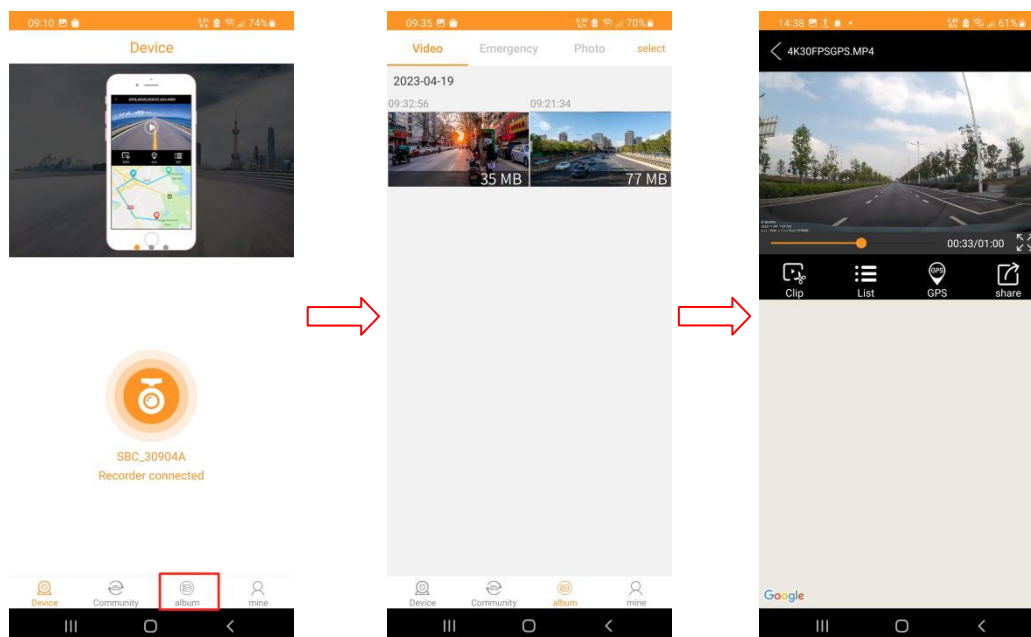 09:10 74%
Device
SBC_30904A
Recorder connected
Device Community album mine
09:35 70%
Video Emergency Photo select
2023-04-19
09:32:56 09:21:34
35 MB 77 MB
Device Community album mine
14:38 61%
4K30FPSGPS.MP4
00:33/01:00
GPS
Clip List GPS share
Google